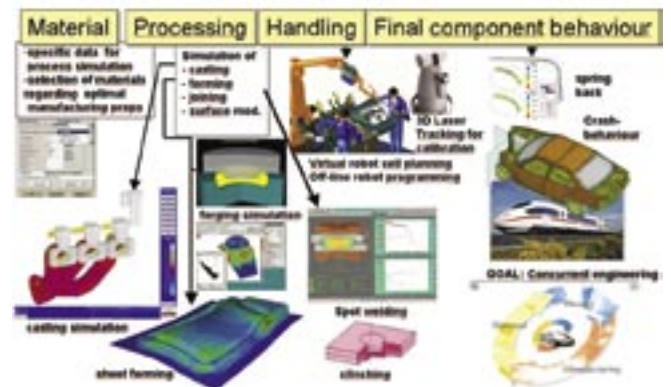 Material
Processing
Handling
Final component behaviour
-specific data for
process simulation
-selection of materials
regarding optimal
manufacturing props
Simulation of
- casting
- forming
- joining
- surface mod.
3D Laser
Tracking for
calibration
Virtual robot cell planning
Off-line robot programming
spring
back
Crash-
behaviour
forging simulation
casting simulation
sheet forming
Spot welding
clinching
GOAL: Concurrent engineering